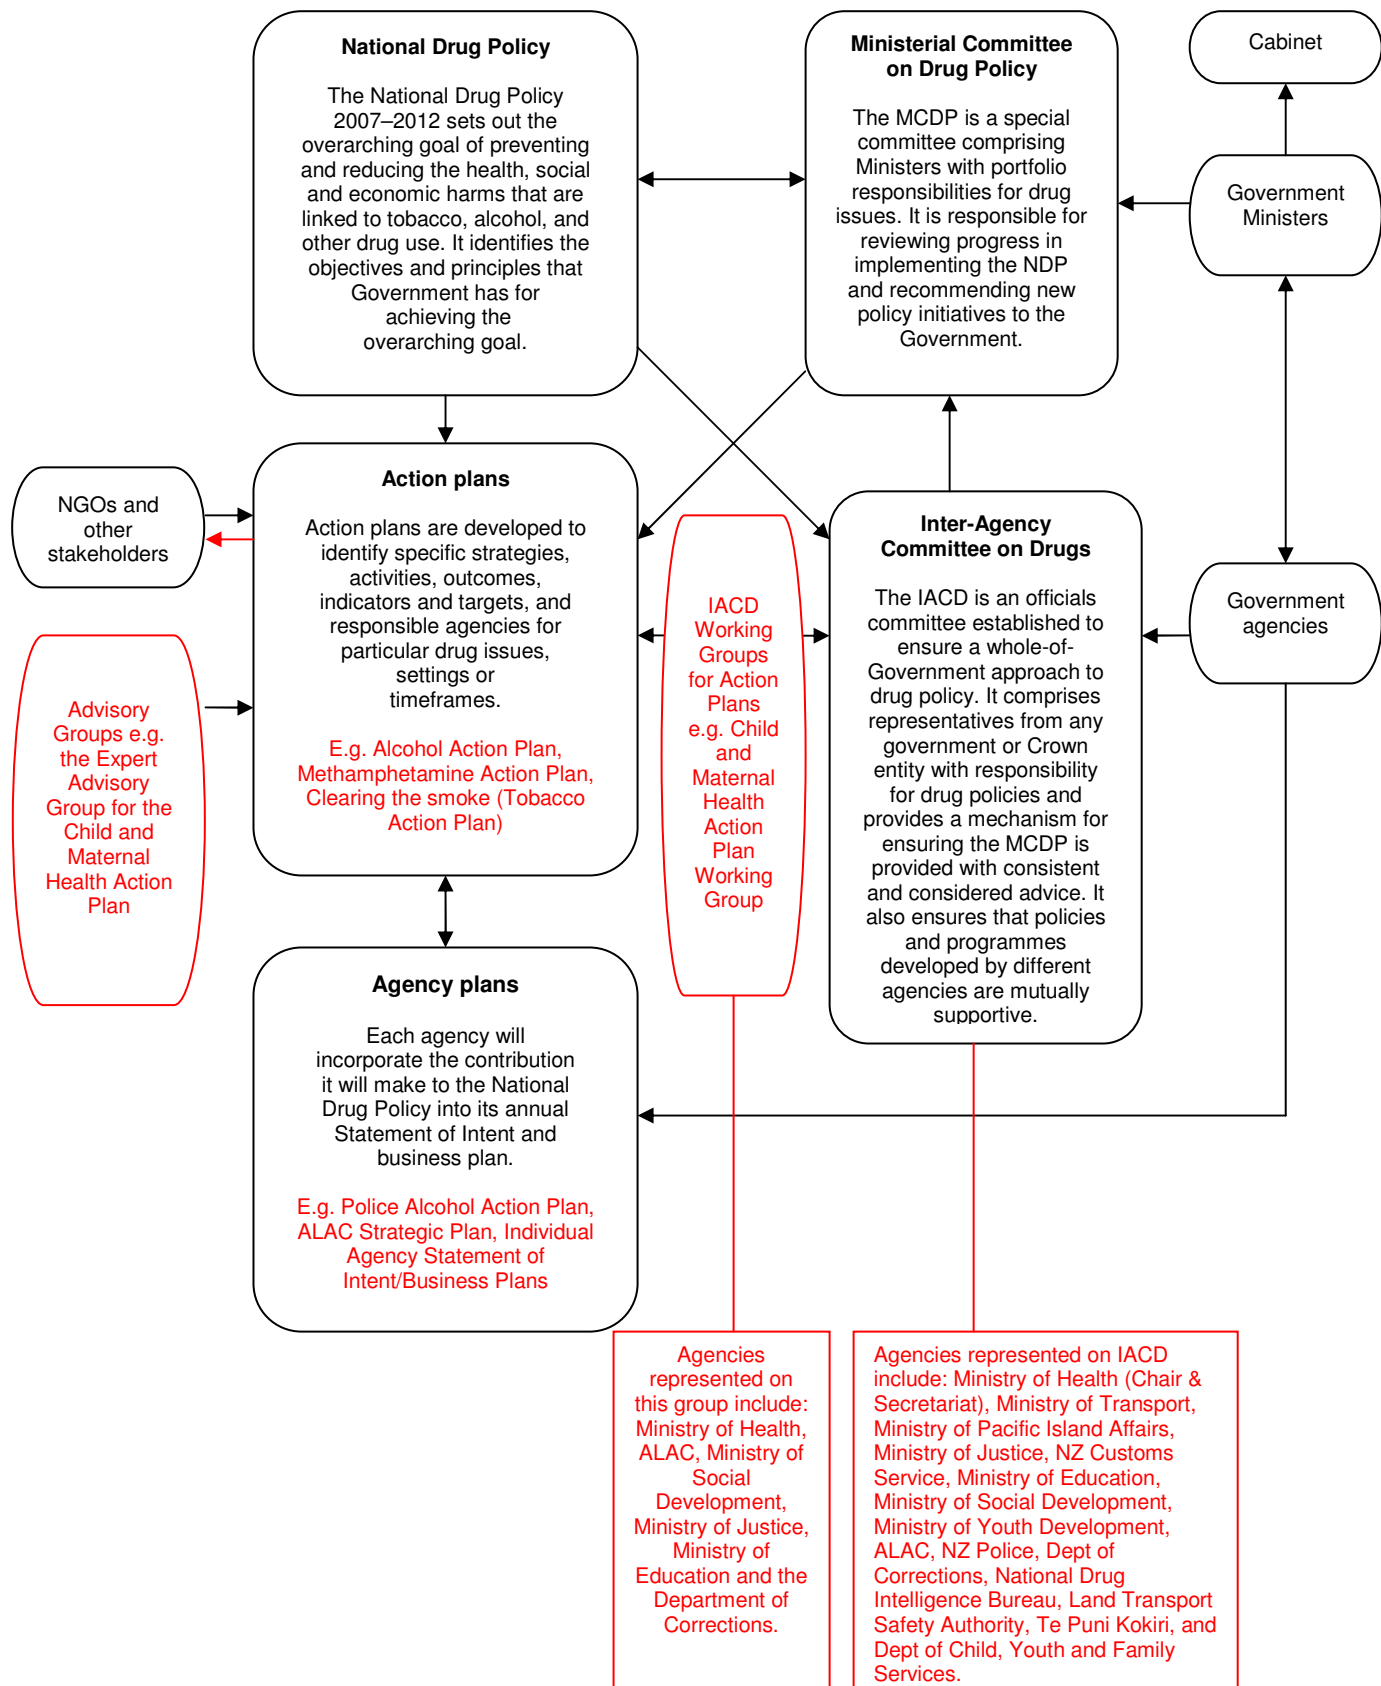 National Drug Policy
The National Drug Policy
2007–2012 sets out the
overarching goal of preventing
and reducing the health, social
and economic harms that are
linked to tobacco, alcohol, and
other drug use. It identifies the
objectives and principles that
Government has for
achieving the
overarching goal.
Ministerial Committee
on Drug Policy
The MCDP is a special
committee comprising
Ministers with portfolio
responsibilities for drug
issues. It is responsible for
reviewing progress in
implementing the NDP
and recommending new
policy initiatives to the
Government.
Cabinet
Government
Ministers
NGOs and
other
stakeholders
Action plans
Action plans are developed to
identify specific strategies,
activities, outcomes,
indicators and targets, and
responsible agencies for
particular drug issues,
settings or
timeframes.
E.g. Alcohol Action Plan,
Methamphetamine Action Plan,
Clearing the smoke (Tobacco
Action Plan)
IACD
Working
Groups
for Action
Plans
e.g. Child
and
Maternal
Health
Action
Plan
Working
Group
Inter-Agency
Committee on Drugs
The IACD is an officials
committee established to
ensure a whole-of-
Government approach to
drug policy. It comprises
representatives from any
government or Crown
entity with responsibility
for drug policies and
provides a mechanism for
ensuring the MCDP is
provided with consistent
and considered advice. It
also ensures that policies
and programmes
developed by different
agencies are mutually
supportive.
Government
agencies
Advisory
Groups e.g.
the Expert
Advisory
Group for the
Child and
Maternal
Health Action
Plan
Agency plans
Each agency will
incorporate the contribution
it will make to the National
Drug Policy into its annual
Statement of Intent and
business plan.
E.g. Police Alcohol Action Plan,
ALAC Strategic Plan, Individual
Agency Statement of
Intent/Business Plans
Agencies
represented on
this group include:
Ministry of Health,
ALAC, Ministry of
Social
Development,
Ministry of Justice,
Ministry of
Education and the
Department of
Corrections.
Agencies represented on IACD
include: Ministry of Health (Chair &
Secretariat), Ministry of Transport,
Ministry of Pacific Island Affairs,
Ministry of Justice, NZ Customs
Service, Ministry of Education,
Ministry of Social Development,
Ministry of Youth Development,
ALAC, NZ Police, Dept of
Corrections, National Drug
Intelligence Bureau, Land Transport
Safety Authority, Te Puni Kokiri, and
Dept of Child, Youth and Family
Services.